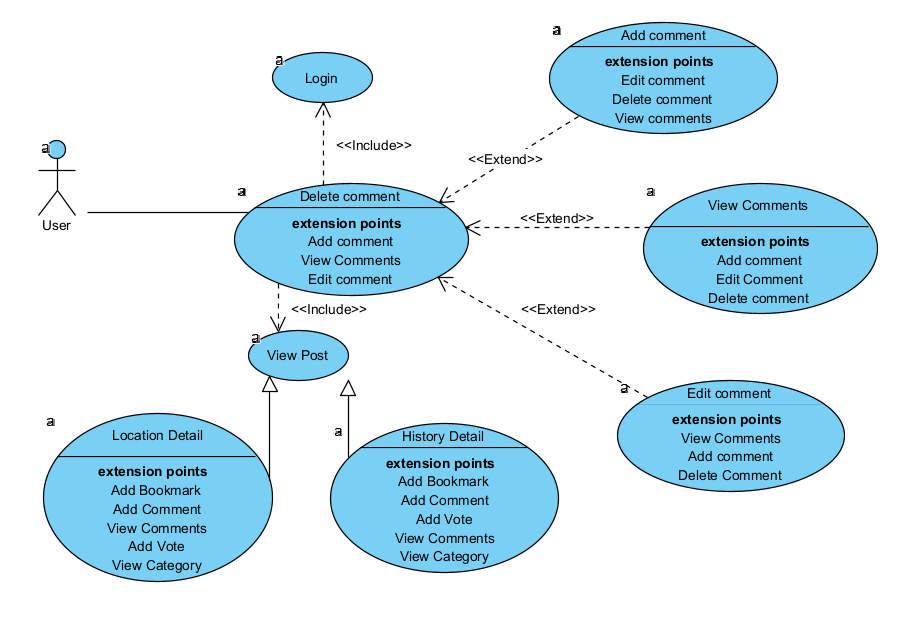 a
Login
a
Add comment
extension points
Edit comment
Delete comment
View comments
<<Include>>
<<Extend>>
a
User
a
Delete comment
extension points
Add comment
View Comments
Edit comment
<<Extend>>
a
View Comments
extension points
Add comment
Edit Comment
Delete comment
<<Include>>
<<Extend>>
a
View Post
a
Edit comment
extension points
View Comments
Add comment
Delete Comment
a
Location Detail
extension points
Add Bookmark
Add Comment
View Comments
Add Vote
View Category
a
History Detail
extension points
Add Bookmark
Add Comment
Add Vote
View Comments
View Category